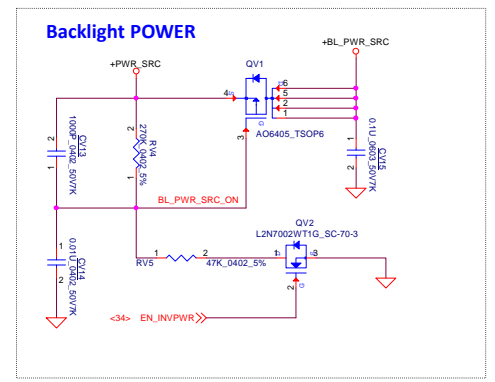 Backlight POWER
+BL_PWR_SRC
+PWR_SRC
QV1
4
S
D
6
5
2
1
G
3
AO6405_TSOP6
2
1
CV13
1000P_0402_50V7K
2
1
RV4
270K_0402_5%
1
2
CV15
0.1U_0603_50V7K
BL_PWR_SRC_ON
QV2
L2N7002WT1G_SC-70-3
1
2
CV14
0.01U_0402_50V7K
1
2
RV5
47K_0402_5%
1
D
S
3
G
2
<34> EN_INVPWR